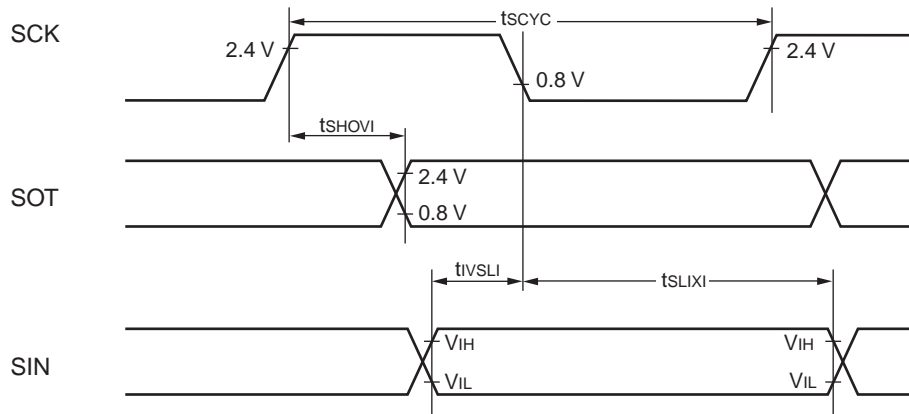 tSCYC
SCK
2.4 V
2.4 V
0.8 V
tSHOVI
SOT
2.4 V
0.8 V
tIVSLI
tSLIXI
SIN
VIH
VIH
VIL
VIL